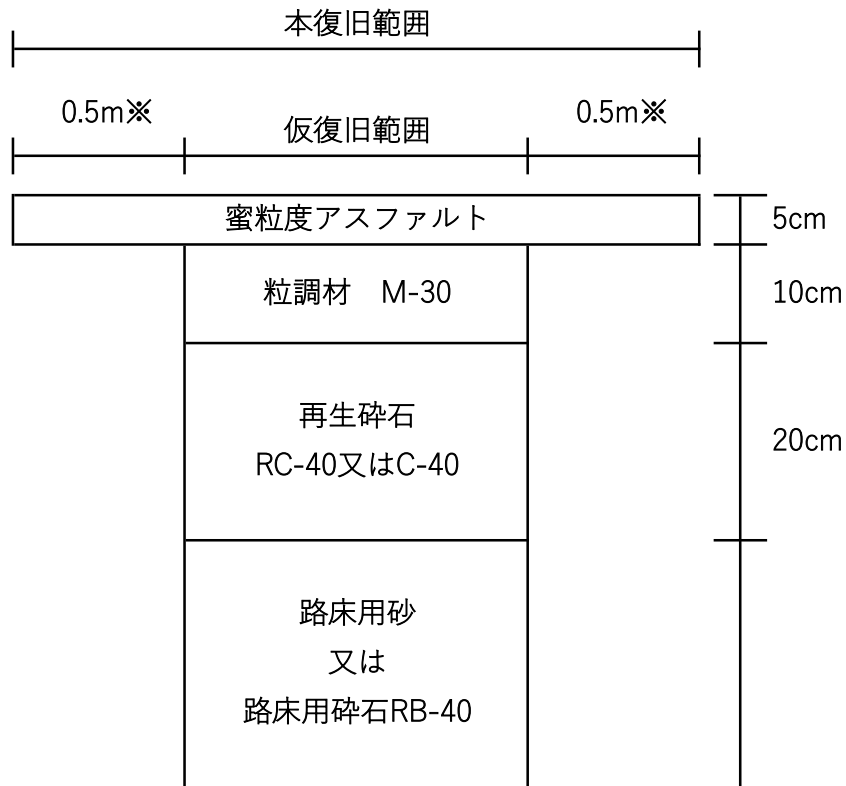 本復旧範囲
0.5m※
仮復旧範囲
0.5m※
蜜粒度アスファルト
5cm
粒調材　M-30
10cm
再生砕石
RC-40又はC-40
20cm
路床用砂
又は
路床用砕石RB-40